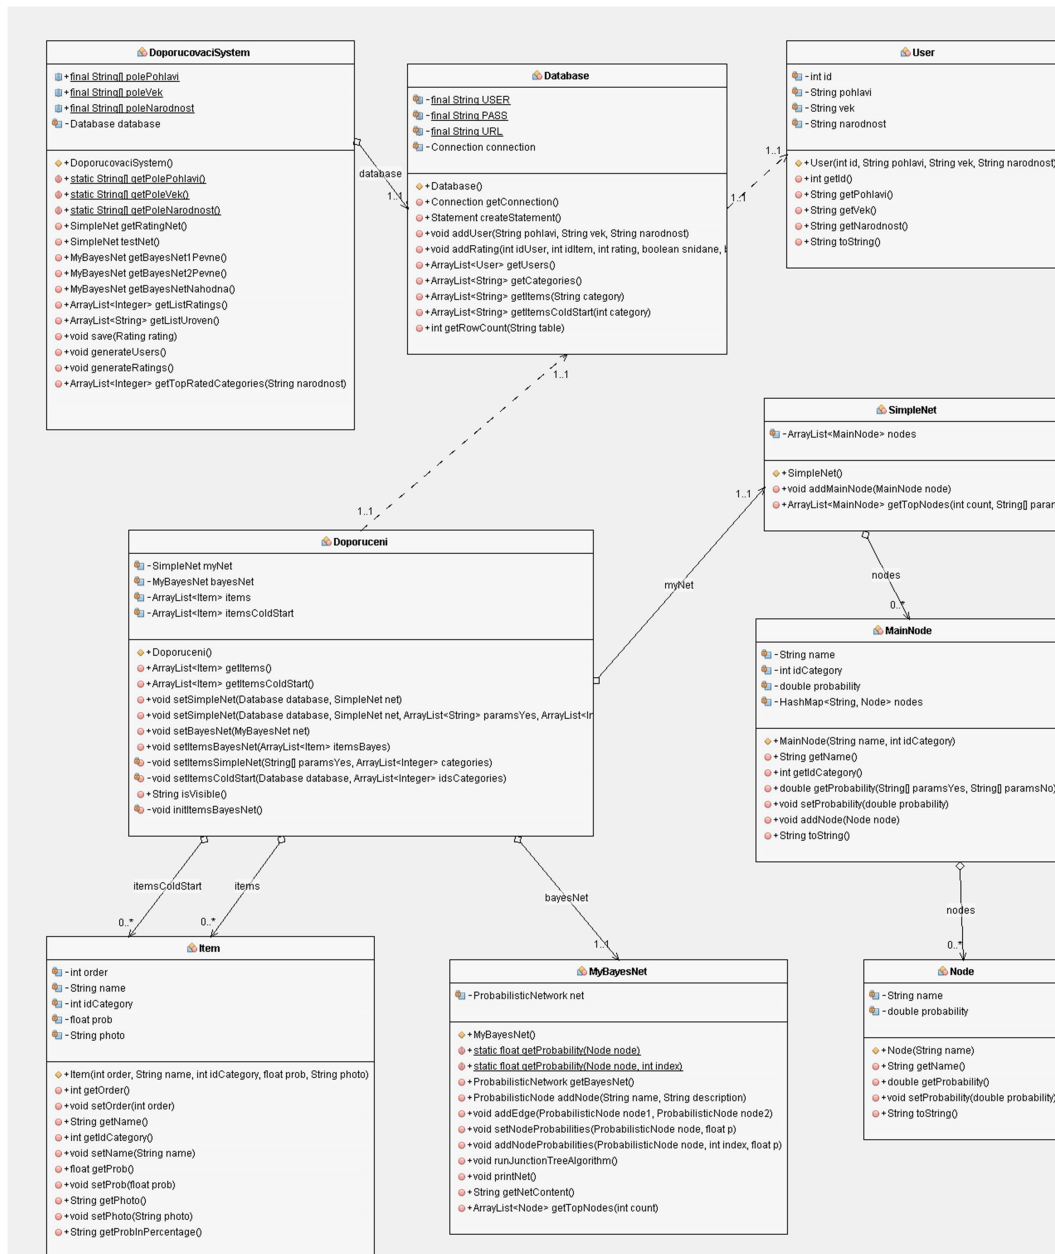 DoporucovaciSystem
+final String[] polePohlavi
+final String[] poleVek
+final String[] poleNarodnost
-Database database
+DoporucovaciSystem()
+static String[] getPolePohlavi()
+static String[] getPoleVek()
+static String[] getPoleNarodnost()
+SimpleNet getRatingNet()
+SimpleNet testNet()
+MyBayesNet getBayesNet1Pevne()
+MyBayesNet getBayesNet2Pevne()
+MyBayesNet getBayesNetNahodna()
+ArrayList<Integer> getListRatings()
+ArrayList<String> getListUroven()
+void save(Rating rating)
+void generateUsers()
+void generateRatings()
+ArrayList<Integer> getTopRatedCategories(String narodnost)
database
1..1
Database
-final String USER
-final String PASS
-final String URL
-Connection connection
+Database()
+Connection getConnection()
+Statement createStatement()
+void addUser(String pohlavi, String vek, String narodnost)
+void addRating(int idUser, int idItem, int rating, boolean snidane, b
+ArrayList<User> getUsers()
+ArrayList<String> getCategories()
+ArrayList<String> getItems(String category)
+ArrayList<String> getItemsColdStart(int category)
+int getRowCount(String table)
1..1
1..1
User
-int id
-String pohlavi
-String vek
-String narodnost
+User(int id, String pohlavi, String vek, String narodnost)
+int getId()
+String getPohlavi()
+String getVek()
+String getNarodnost()
+String toString()
1..1
1..1
SimpleNet
-ArrayList<MainNode> nodes
+SimpleNet()
+void addMainNode(MainNode node)
+ArrayList<MainNode> getTopNodes(int count, String[] paran
1..1
myNet
nodes
0..*
Doporuceni
-SimpleNet myNet
-MyBayesNet bayesNet
-ArrayList<Item> items
-ArrayList<Item> itemsColdStart
+Doporuceni()
+ArrayList<Item> getItems()
+ArrayList<Item> getItemsColdStart()
+void setSimpleNet(Database database, SimpleNet net)
+void setSimpleNet(Database database, SimpleNet net, ArrayList<String> paramsYes, ArrayList<In
+void setBayesNet(MyBayesNet net)
+void setItemsBayesNet(ArrayList<Item> itemsBayes)
-void setItemsSimpleNet(String[] paramsYes, ArrayList<Integer> categories)
-void setItemsColdStart(Database database, ArrayList<Integer> idsCategories)
+String isVisible()
-void initItemsBayesNet()
MainNode
-String name
-int idCategory
-double probability
-HashMap<String, Node> nodes
+MainNode(String name, int idCategory)
+String getName()
+int getIdCategory()
+double getProbability(String[] paramsYes, String[] paramsNo)
+void setProbability(double probability)
+void addNode(Node node)
+String toString()
itemsColdStart
0..*
items
0..*
bayesNet
1..1
nodes
0..*
Item
-int order
-String name
-int idCategory
-float prob
-String photo
+Item(int order, String name, int idCategory, float prob, String photo)
+int getOrder()
+void setOrder(int order)
+String getName()
+int getIdCategory()
+void setName(String name)
+float getProb()
+void setProb(float prob)
+String getPhoto()
+void setPhoto(String photo)
+String getProbInPercentage()
MyBayesNet
-ProbabilisticNetwork net
+MyBayesNet()
+static float getProbability(Node node)
+static float getProbability(Node node, int index)
+ProbabilisticNetwork getBayesNet()
+ProbabilisticNode addNode(String name, String description)
+void addEdge(ProbabilisticNode node1, ProbabilisticNode node2)
+void setNodeProbabilities(ProbabilisticNode node, float p)
+void addNodeProbabilities(ProbabilisticNode node, int index, float p)
+void runJunctionTreeAlgorithm()
+void printNet()
+String getNetContent()
+ArrayList<Node> getTopNodes(int count)
Node
-String name
-double probability
+Node(String name)
+String getName()
+double getProbability()
+void setProbability(double probability)
+String toString()